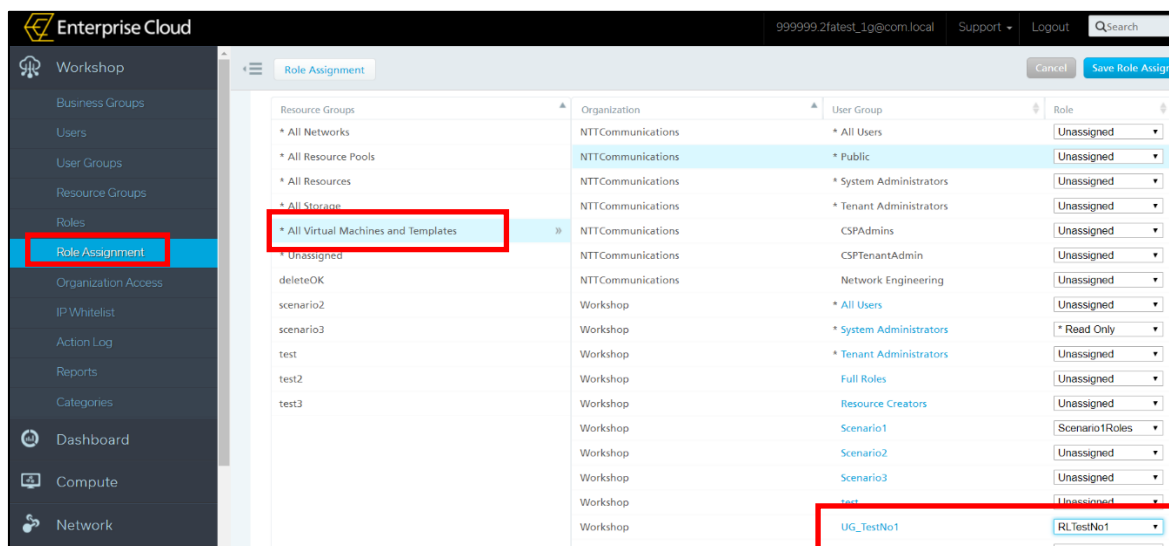 Enterprise Cloud
999999.2fatest_1g@com.local Support Logout Search
Workshop
Business Groups
Users
User Groups
Resource Groups
Roles
Role Assignment
Organization Access
IP Whitelist
Action Log
Reports
Categories
Dashboard
Compute
Network
Role Assignment
Cancel
Save Role Assign
Resource Groups
* All Networks
* All Resource Pools
* All Resources
* All Storage
* All Virtual Machines and Templates »
* Unassigned
deleteOK
scenario2
scenario3
test
test2
test3
Organization User Group Role
NTTCommunications * All Users Unassigned
NTTCommunications * Public Unassigned
NTTCommunications * System Administrators Unassigned
NTTCommunications * Tenant Administrators Unassigned
NTTCommunications CSPAdmins Unassigned
NTTCommunications CSPTenantAdmin Unassigned
NTTCommunications Network Engineering Unassigned
Workshop * All Users Unassigned
Workshop * System Administrators * Read Only
Workshop * Tenant Administrators Unassigned
Workshop Full Roles Unassigned
Workshop Resource Creators Unassigned
Workshop Scenario1 Scenario1Roles
Workshop Scenario2 Unassigned
Workshop Scenario3 Unassigned
Workshop test Unassigned
Workshop UG_TestNo1 RLTestNo1